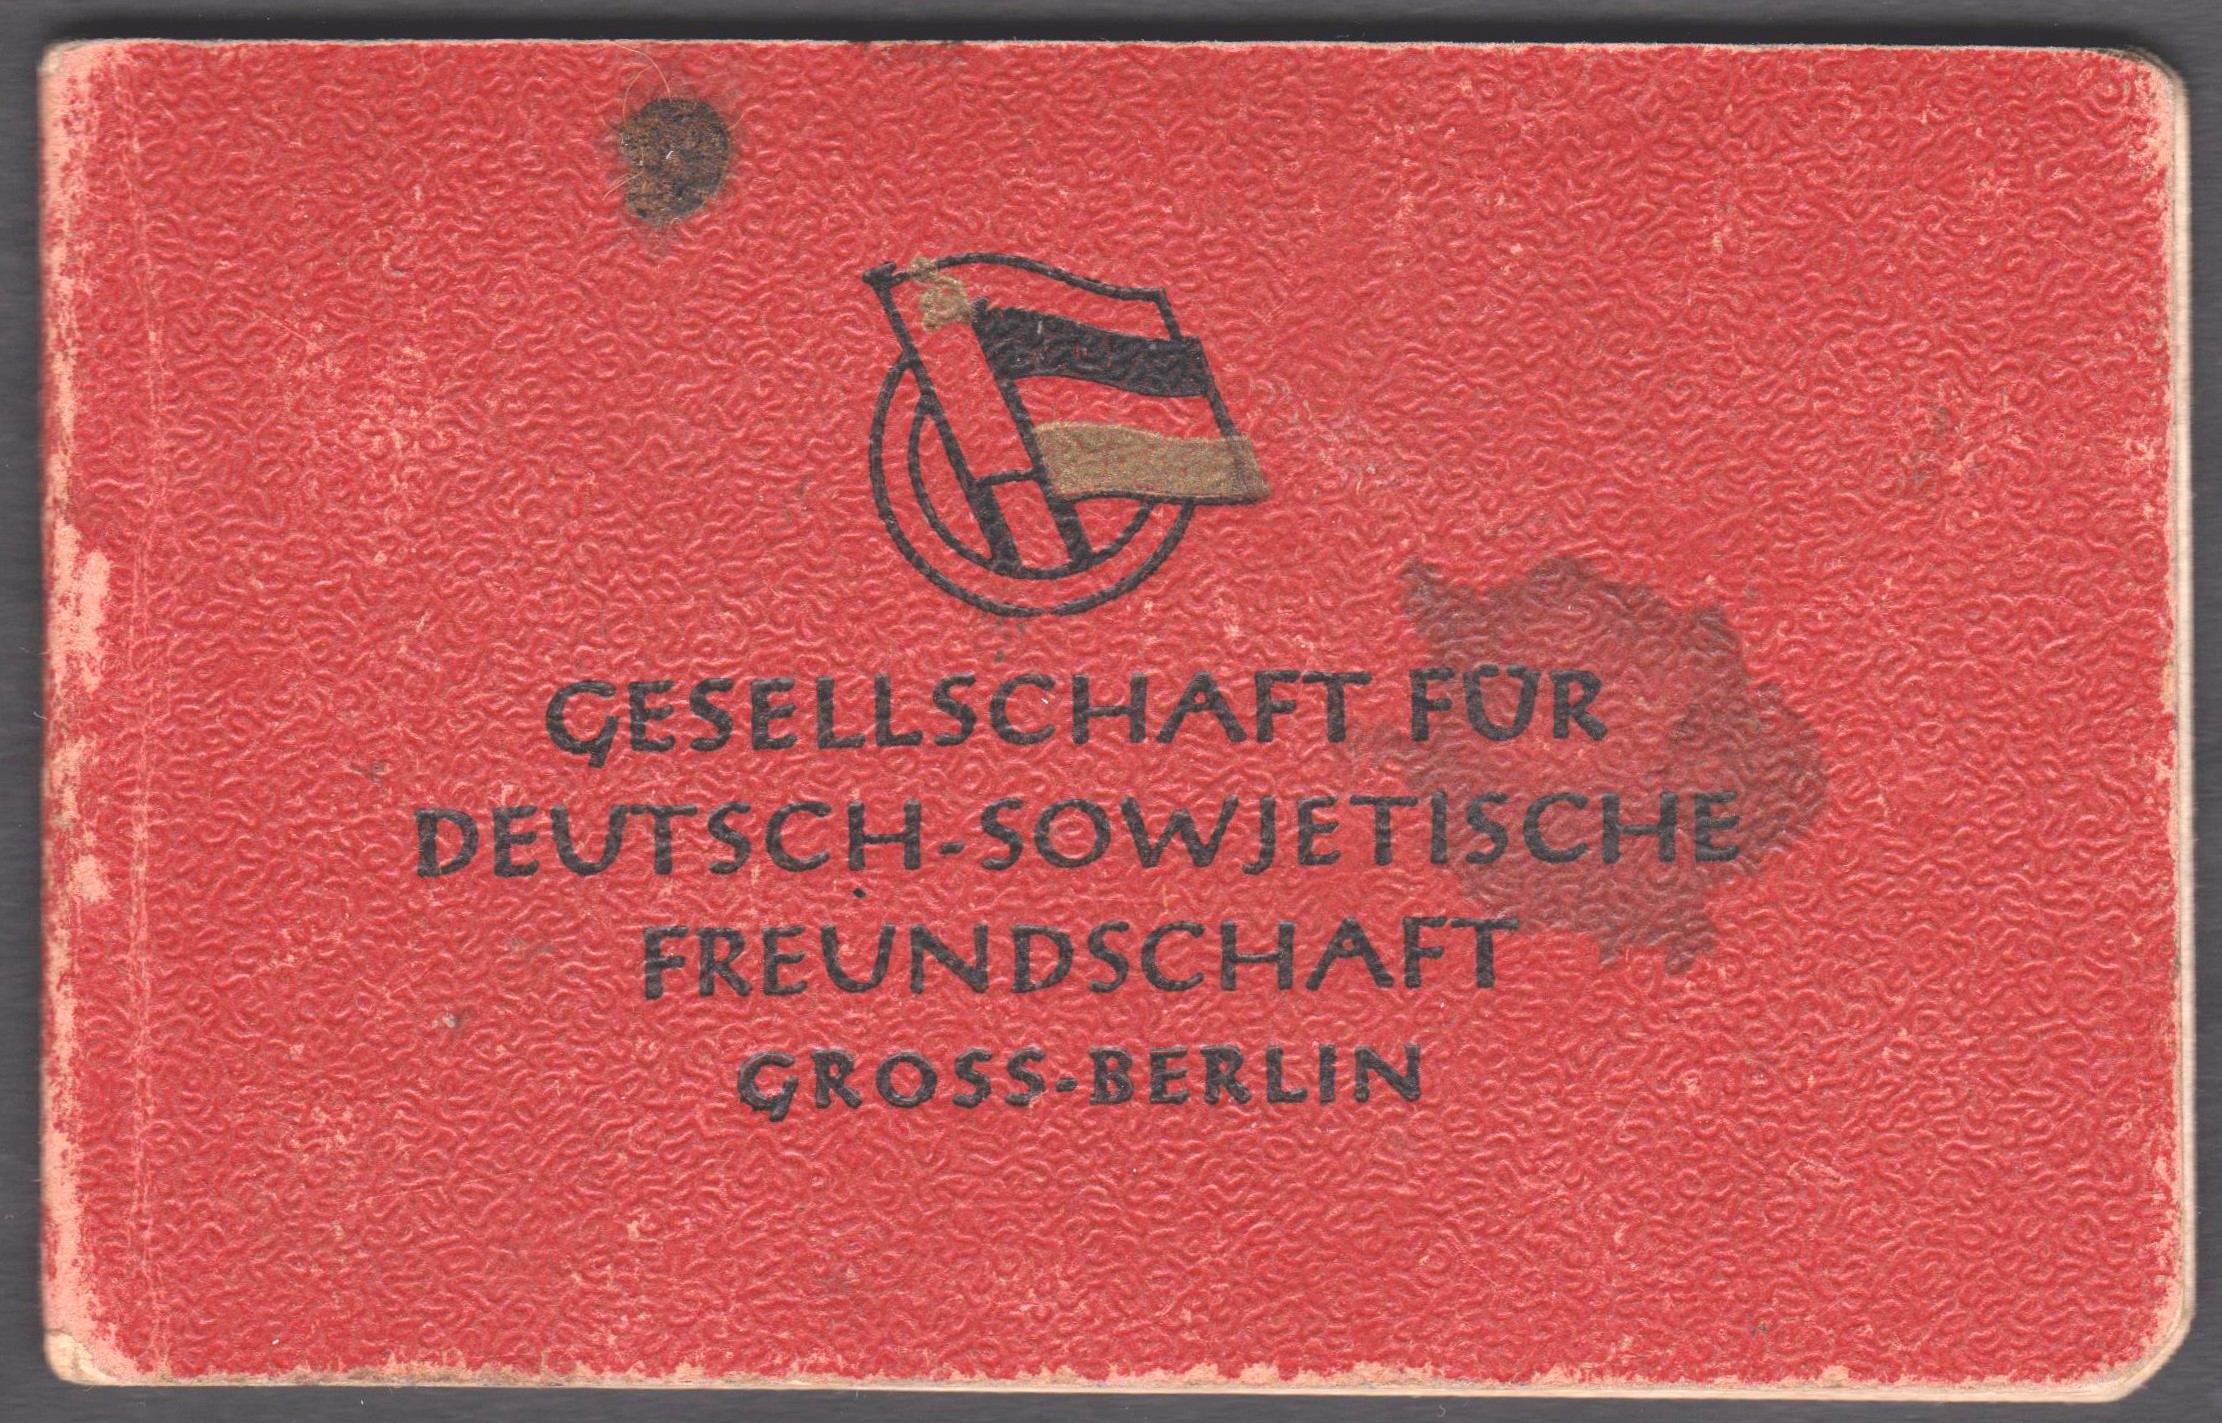 GESELLSCHAFT FÜR
DEUTSCH-SOWJETISCHE
FREUNDSCHAFT
GROSS-BERLIN